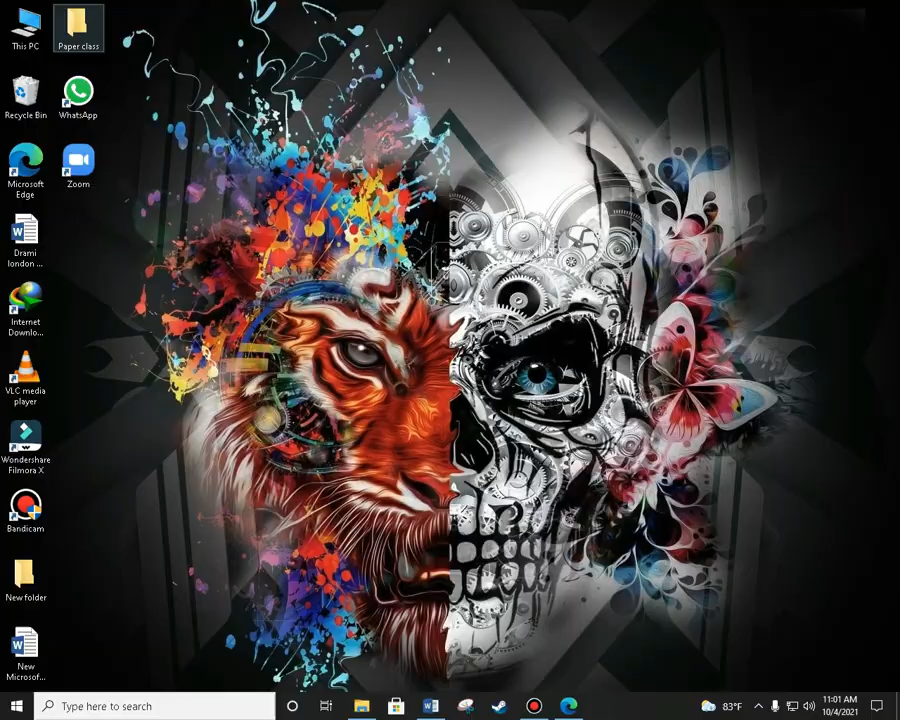 This PC
Paper class
Recycle Bin
WhatsApp
Microsoft
Edge
Zoom
Drami
london ...
Internet
Downlo...
VLC media
player
Wondershare
Filmora X
Bandicam
New folder
New
Microsof...
Type here to search
83°F
11:01 AM
10/4/2021